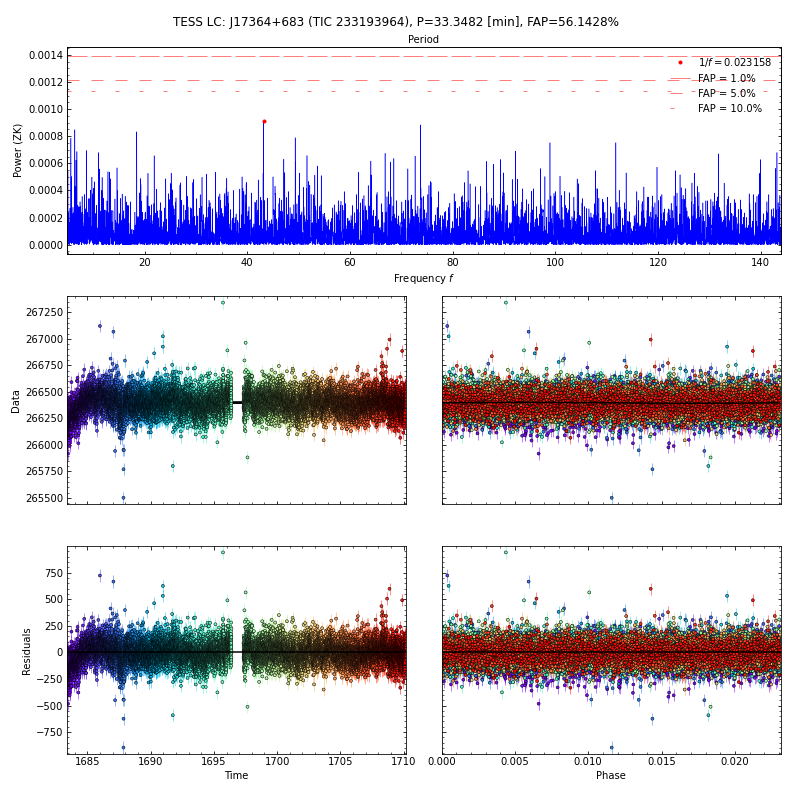 TESS LC: J17364+683 (TIC 233193964), P=33.3482 [min], FAP=56.1428%
Period
Power (ZK)
0.0014
0.0012
0.0010
0.0008
0.0006
0.0004
0.0002
0.0000
1/f = 0.023158
FAP = 1.0%
FAP = 5.0%
FAP = 10.0%
20 40 60 80 100 120 140
Frequency f
Data
267250
267000
266750
266500
266250
266000
265750
265500
Residuals
750
500
250
0
−250
−500
−750
1685 1690 1695 1700 1705 1710
Time
0.000 0.005 0.010 0.015 0.020
Phase